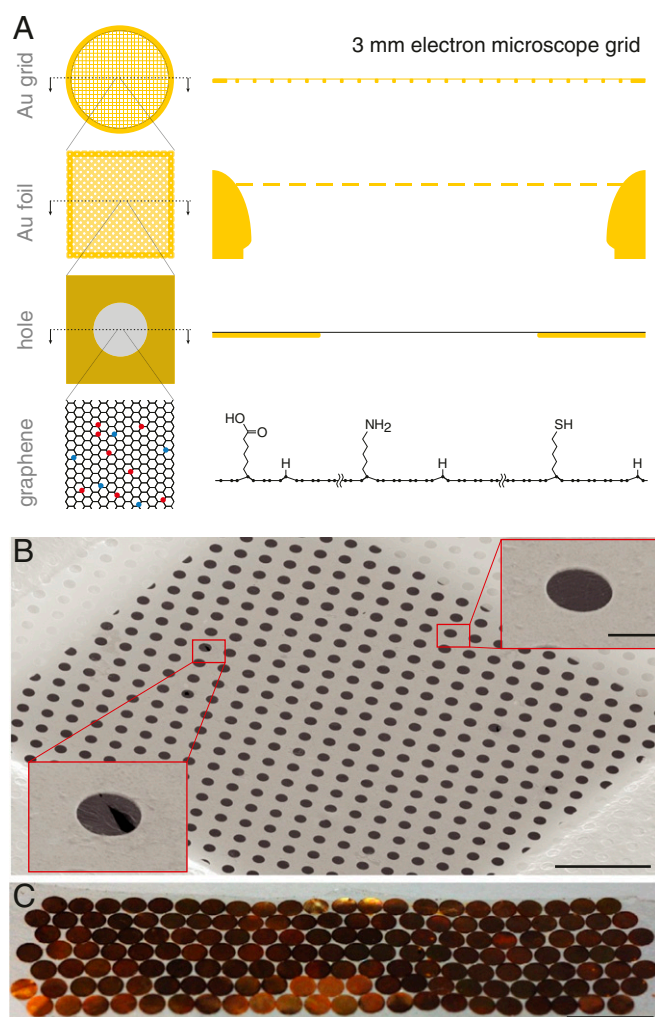 A
3 mm electron microscope grid
Au grid
Au foil
hole
graphene
HO
O
NH2
SH
H
H
H
B
C